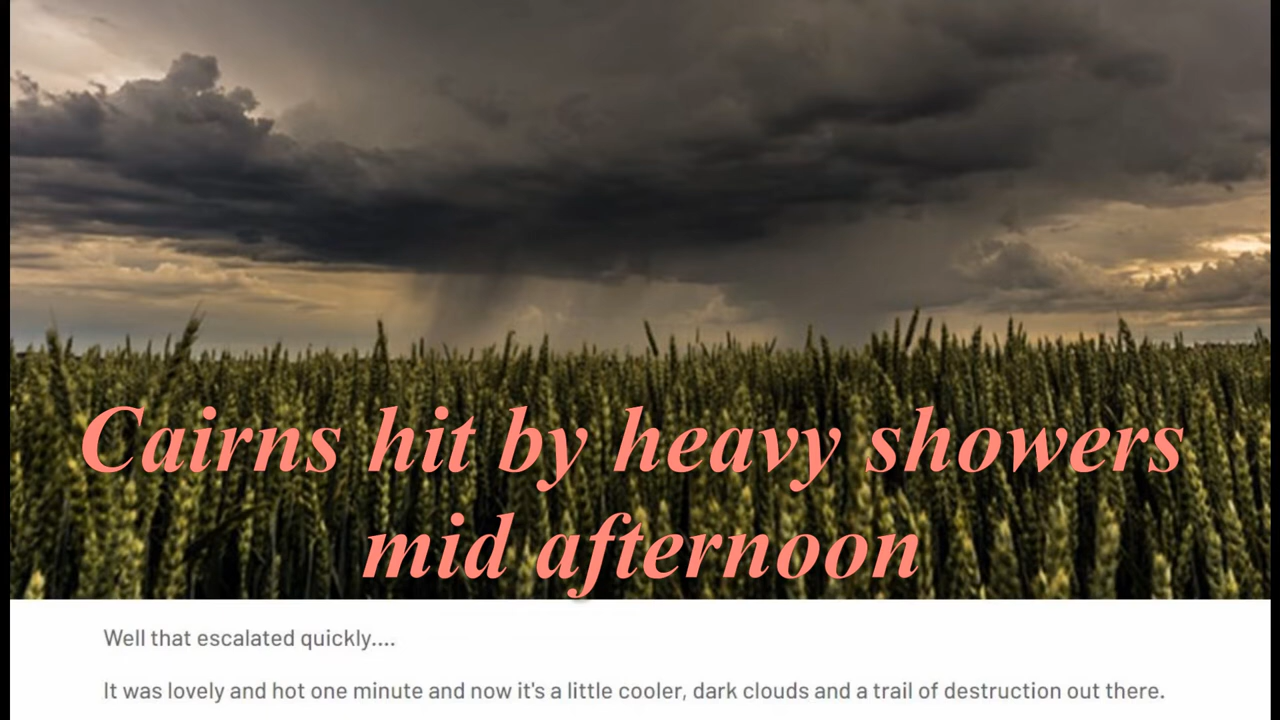 Cairns hit by heavy showers
mid afternoon
Well that escalated quickly....
It was lovely and hot one minute and now it's a little cooler, dark clouds and a trail of destruction out there.